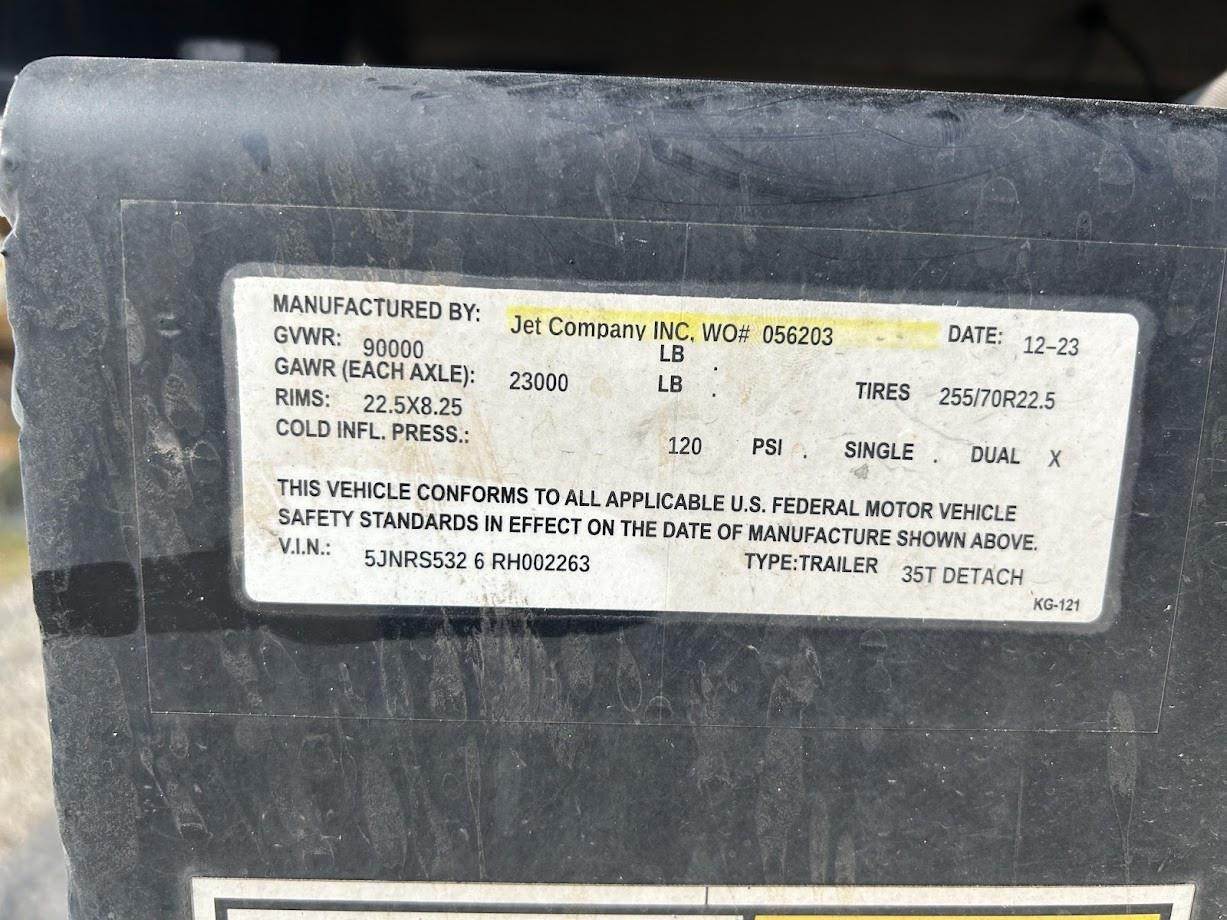 MANUFACTURED BY: Jet Company INC, WO# 056203 DATE: 12-23
GVWR: 90000 LB .
GAWR (EACH AXLE): 23000 LB . TIRES 255/70R22.5
RIMS: 22.5X8.25
COLD INFL. PRESS.: 120 PSI . SINGLE . DUAL X
THIS VEHICLE CONFORMS TO ALL APPLICABLE U.S. FEDERAL MOTOR VEHICLE
SAFETY STANDARDS IN EFFECT ON THE DATE OF MANUFACTURE SHOWN ABOVE.
V.I.N.: 5JNRS532 6 RH002263 TYPE:TRAILER 35T DETACH
KG-121